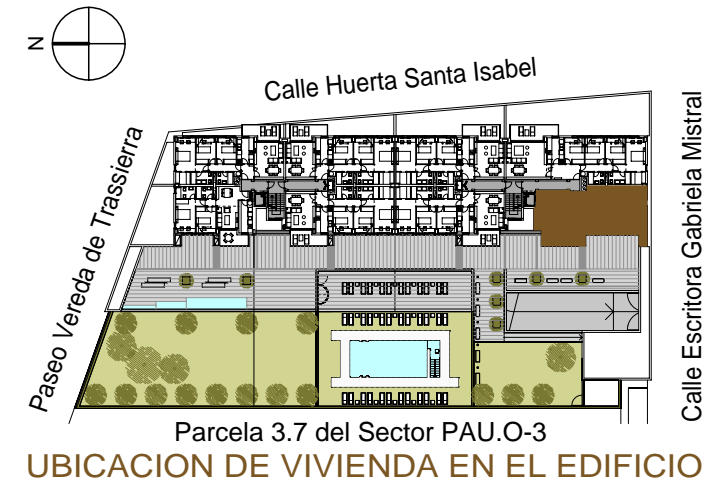 N
Calle Huerta Santa Isabel
Paseo Vereda de Trassierra
Calle Escritora Gabriela Mistral
Parcela 3.7 del Sector PAU.O-3
UBICACION DE VIVIENDA EN EL EDIFICIO